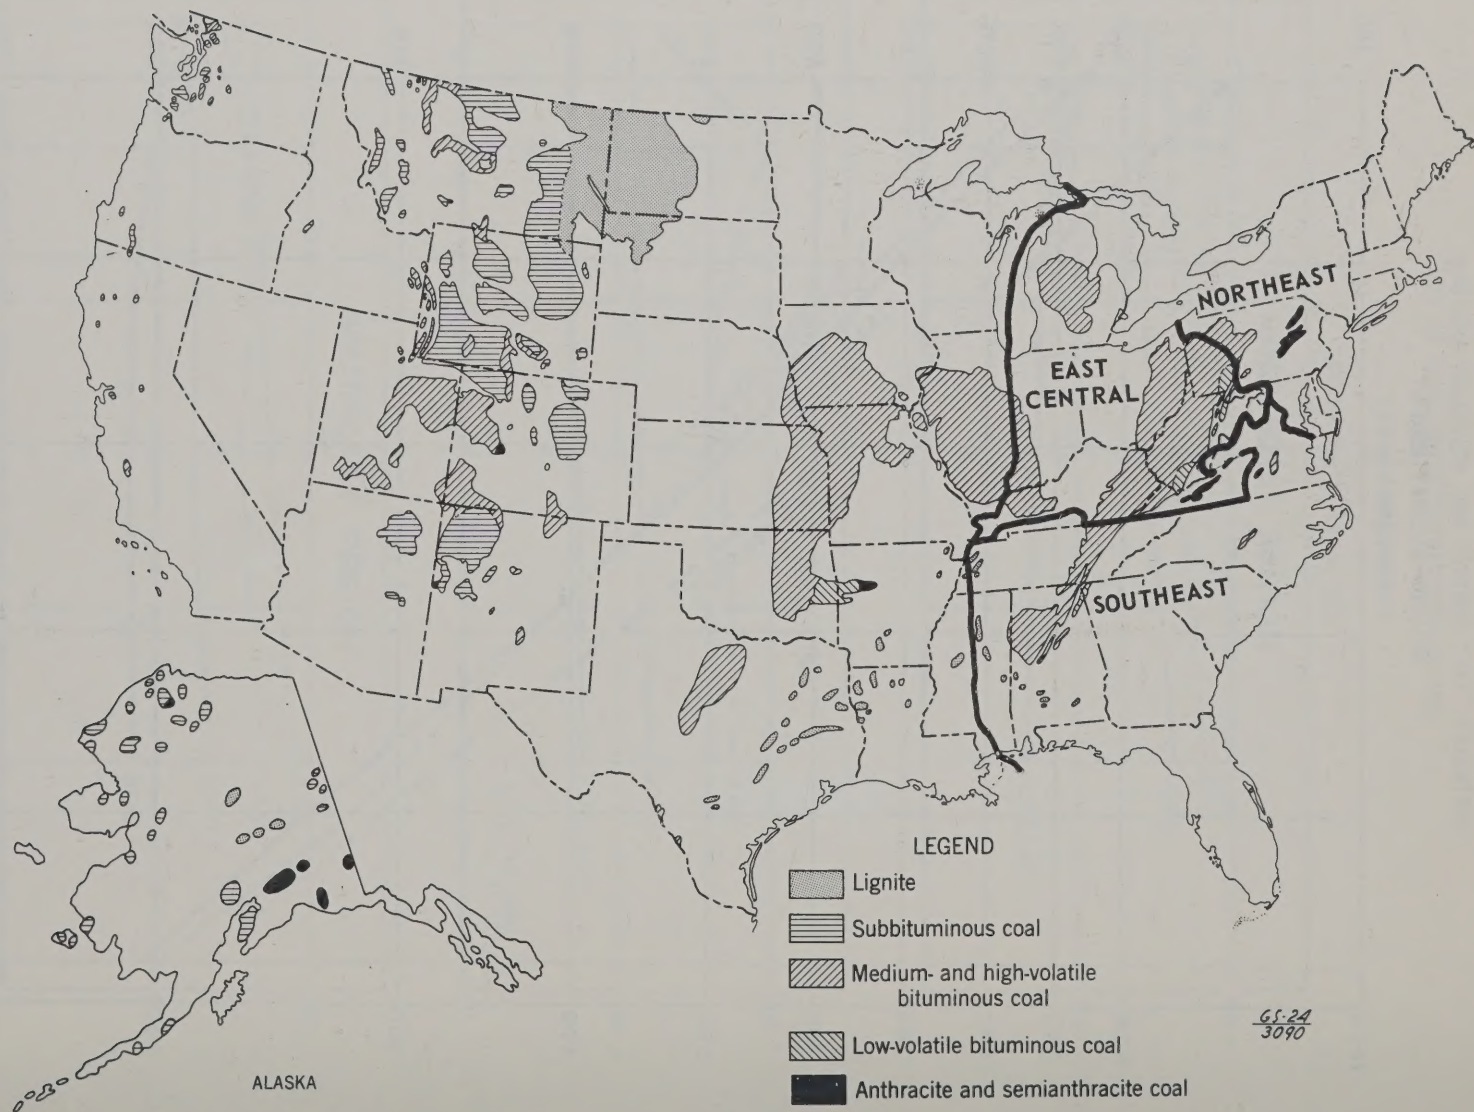 NORTHEAST
EAST
CENTRAL
SOUTHEAST
LEGEND
Lignite
Subbituminous coal
Medium- and high-volatile
bituminous coal
Low-volatile bituminous coal
Anthracite and semianthracite coal
ALASKA
GS-24
3090